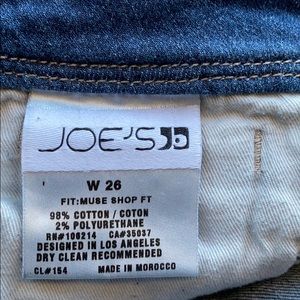 JOE'S
W 26
FIT:MUSE SHOP FT
98% COTTON / COTON
2% POLYURETHANE
RN#106214 CA#35037
DESIGNED IN LOS ANGELES
DRY CLEAN RECOMMENDED
CL#154 MADE IN MOROCCO